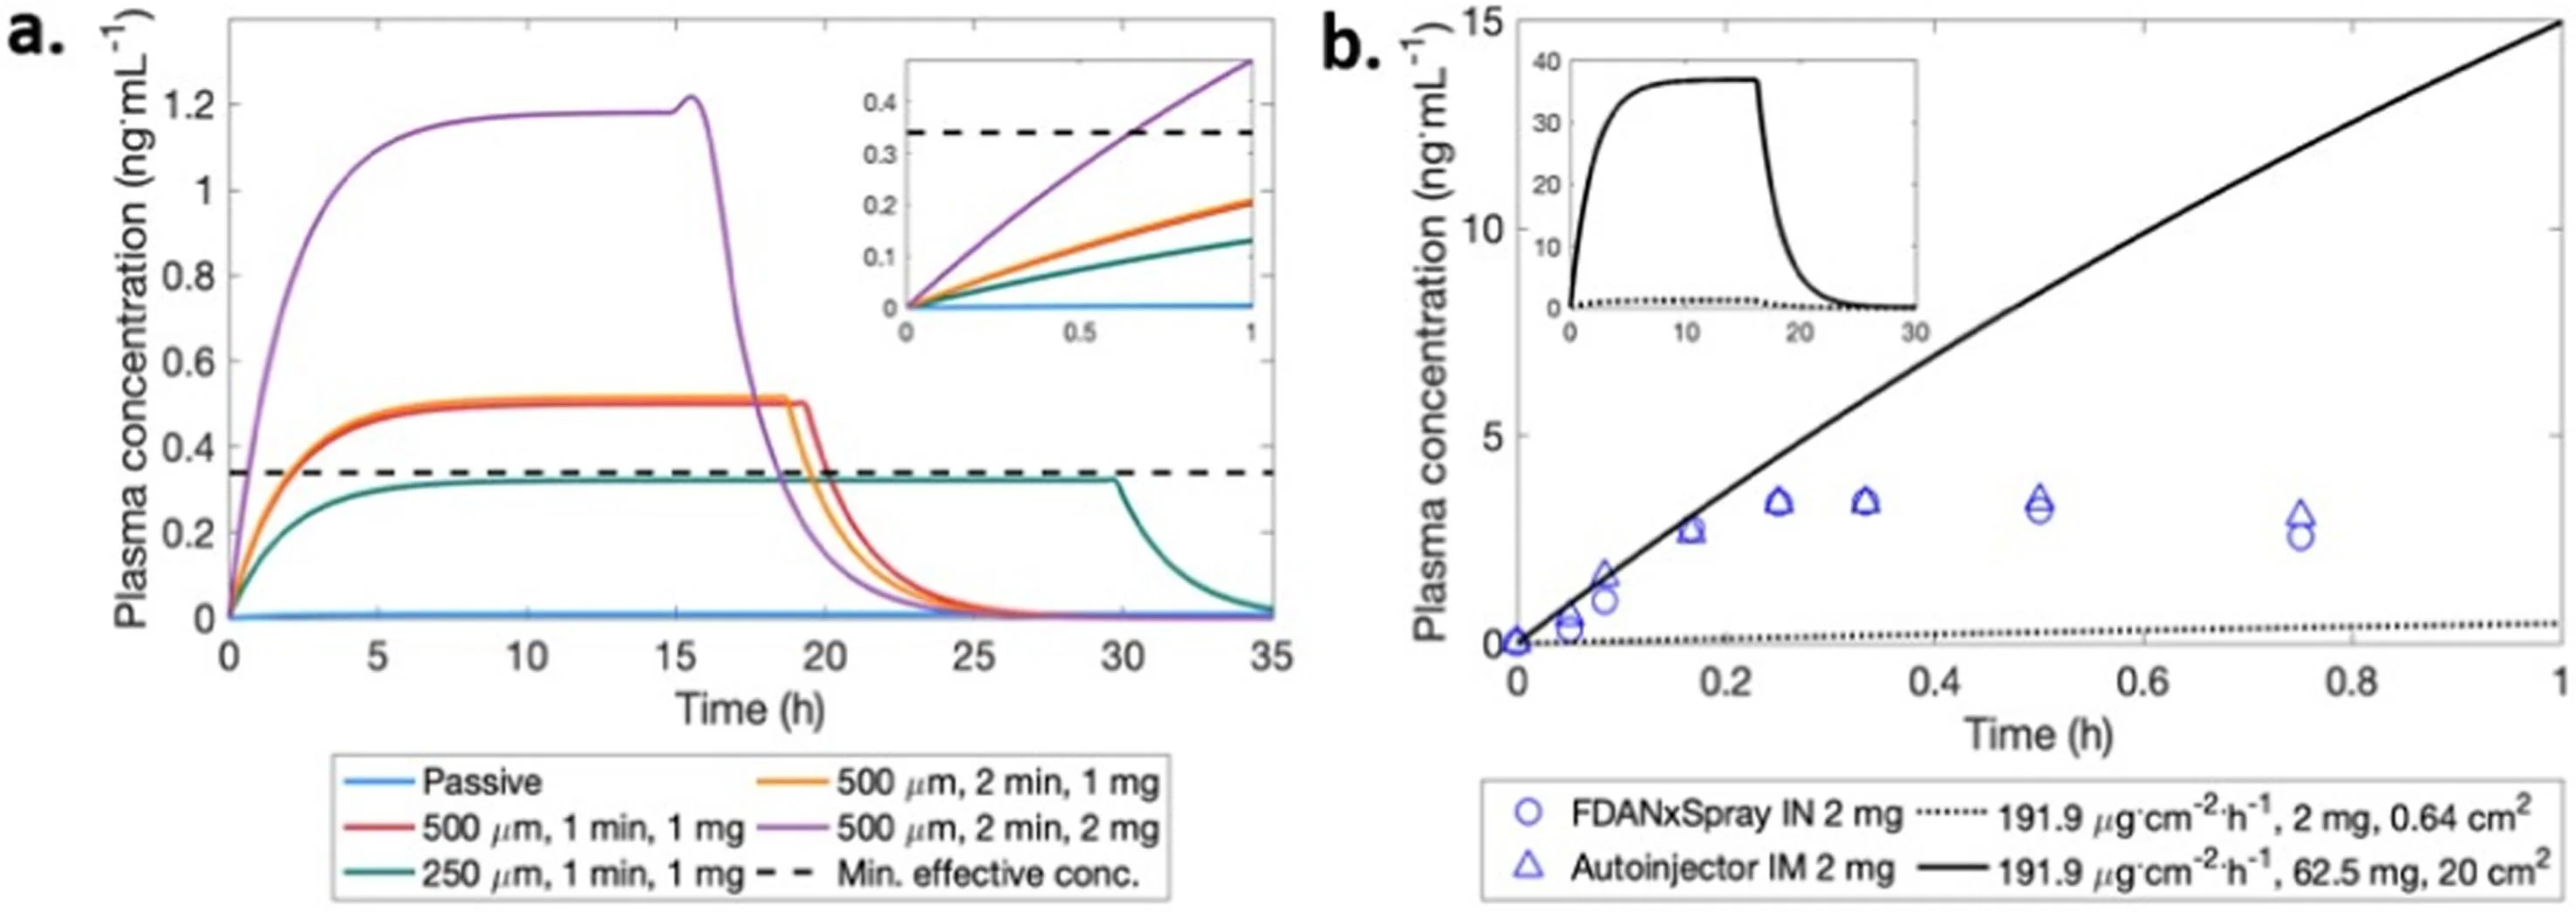 a.
Plasma concentration (ng·mL⁻¹)
1.2
1
0.8
0.6
0.4
0.2
0
0 5 10 15 20 25 30 35
Time (h)
0.4
0.3
0.2
0.1
0
0 0.5 1
Passive
500 μm, 1 min, 1 mg
250 μm, 1 min, 1 mg
500 μm, 2 min, 1 mg
500 μm, 2 min, 2 mg
Min. effective conc.
b.
Plasma concentration (ng·mL⁻¹)
15
10
5
0
0 0.2 0.4 0.6 0.8 1
Time (h)
40
30
20
10
0
0 10 20 30
FDANxSpray IN 2 mg
Autoinjector IM 2 mg
191.9 μg·cm⁻²·h⁻¹, 2 mg, 0.64 cm²
191.9 μg·cm⁻²·h⁻¹, 62.5 mg, 20 cm²